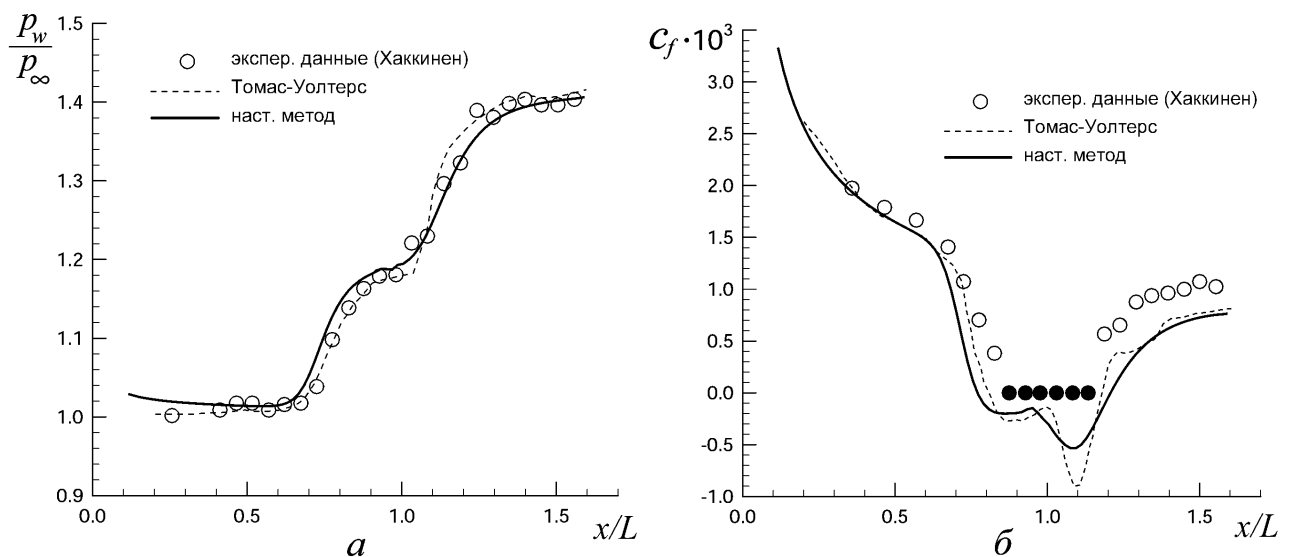 p_w
p_∞
1.5
1.4
1.3
1.2
1.1
1.0
0.9
0.0
0.5
1.0
1.5
x/L
экспер. данные (Хаккинен)
Томас-Уолтерс
наст. метод
а
c_f·10³
3.0
2.5
2.0
1.5
1.0
0.5
0.0
-0.5
-1.0
0.0
0.5
1.0
1.5
x/L
экспер. данные (Хаккинен)
Томас-Уолтерс
наст. метод
б